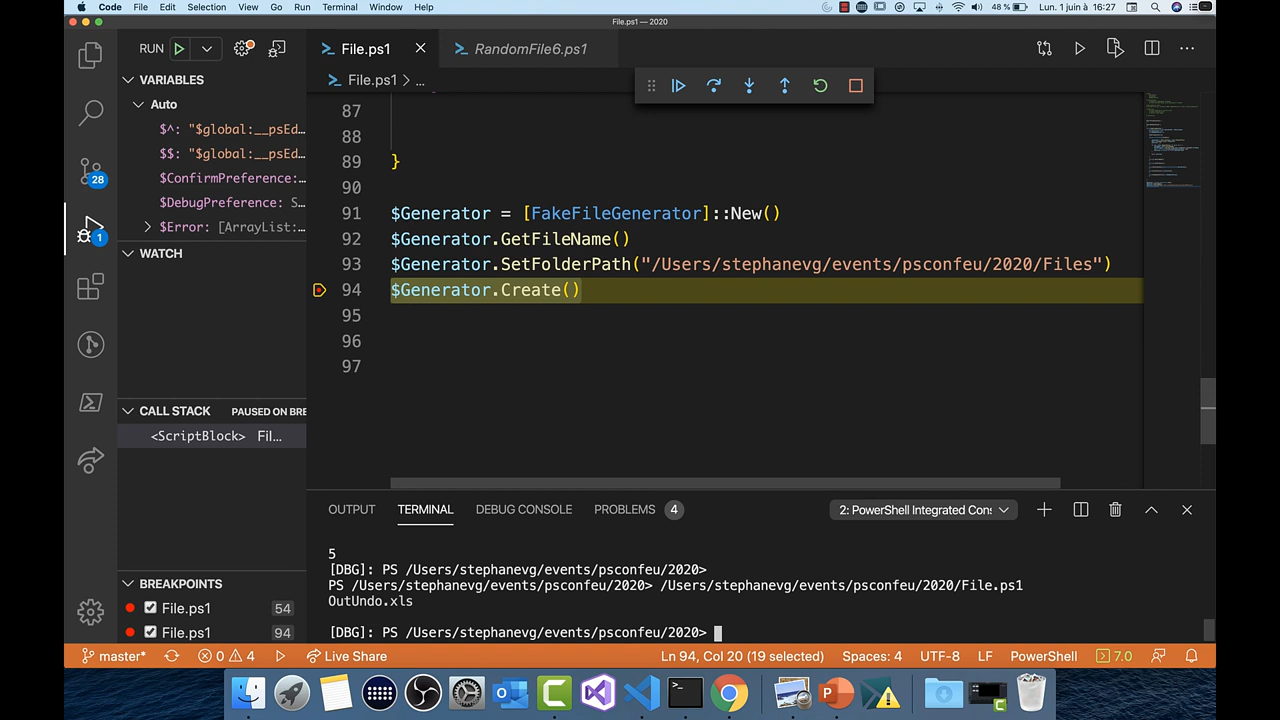 Code File Edit Selection View Go Run Terminal Window Help 48 % Lun. 1 juin à 16:27
File.ps1 — 2020
RUN
File.ps1
RandomFile6.ps1
File.ps1 > ...
VARIABLES
Auto
$^: "$global:__psEd...
$$: "$global:__psEd...
$ConfirmPreference:...
$DebugPreference: S...
$Error: [ArrayList:...
WATCH
CALL STACK PAUSED ON BRE
<ScriptBlock> Fil...
BREAKPOINTS
File.ps1 54
File.ps1 94
28
1
87
88
89 }
90
91 $Generator = [FakeFileGenerator]::New()
92 $Generator.GetFileName()
93 $Generator.SetFolderPath("/Users/stephanevg/events/psconfeu/2020/Files")
94 $Generator.Create()
95
96
97
OUTPUT TERMINAL DEBUG CONSOLE PROBLEMS 4 2: PowerShell Integrated Cons
5
[DBG]: PS /Users/stephanevg/events/psconfeu/2020>
PS /Users/stephanevg/events/psconfeu/2020> /Users/stephanevg/events/psconfeu/2020/File.ps1
OutUndo.xls
[DBG]: PS /Users/stephanevg/events/psconfeu/2020>
master* 0 4 Live Share Ln 94, Col 20 (19 selected) Spaces: 4 UTF-8 LF PowerShell 7.0